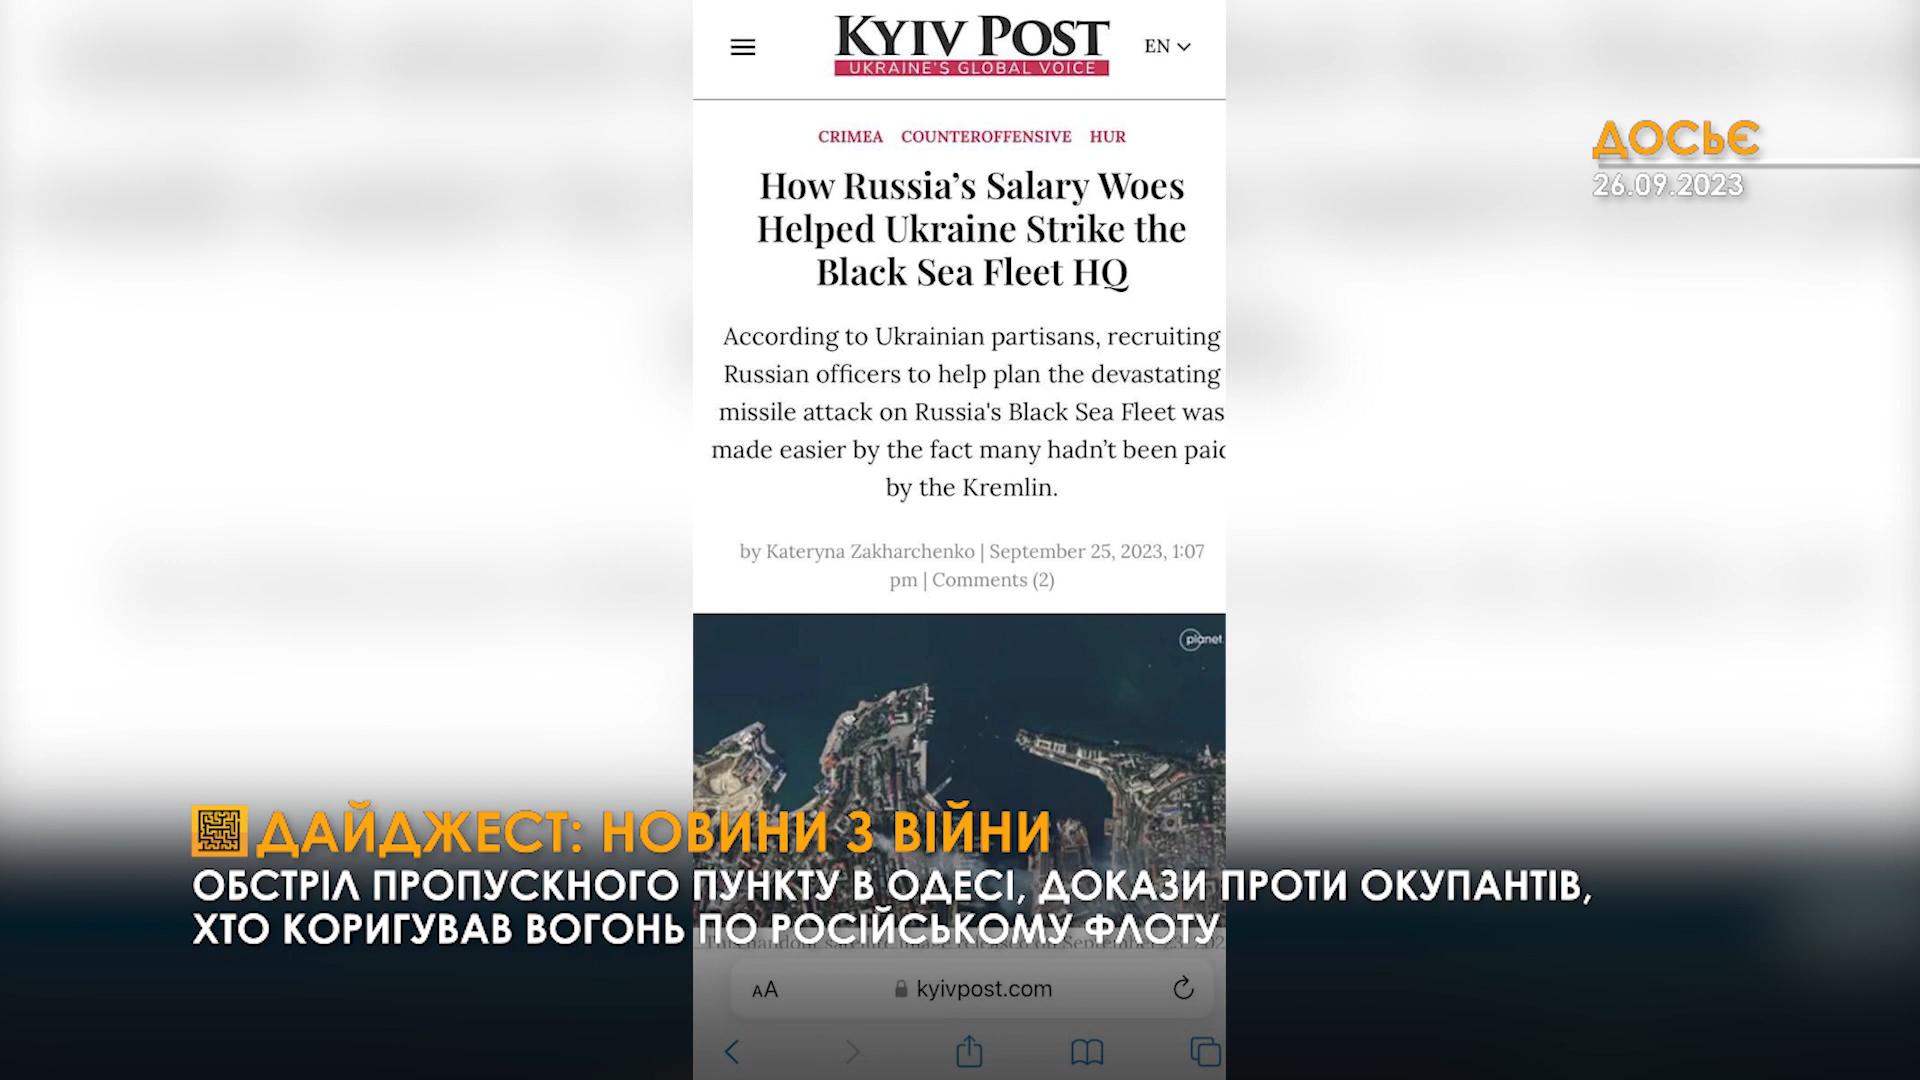 KYIV POST
UKRAINE'S GLOBAL VOICE
EN
CRIMEA COUNTEROFFENSIVE HUR
How Russia’s Salary Woes
Helped Ukraine Strike the
Black Sea Fleet HQ
According to Ukrainian partisans, recruiting
Russian officers to help plan the devastating
missile attack on Russia's Black Sea Fleet was
made easier by the fact many hadn’t been paid
by the Kremlin.
by Kateryna Zakharchenko | September 25, 2023, 1:07
pm | Comments (2)
planet
ДОСЬЄ
26.09.2023
ДАЙДЖЕСТ: НОВИНИ З ВІЙНИ
ОБСТРІЛ ПРОПУСКНОГО ПУНКТУ В ОДЕСІ, ДОКАЗИ ПРОТИ ОКУПАНТІВ,
ХТО КОРИГУВАВ ВОГОНЬ ПО РОСІЙСЬКОМУ ФЛОТУ
AA kyivpost.com